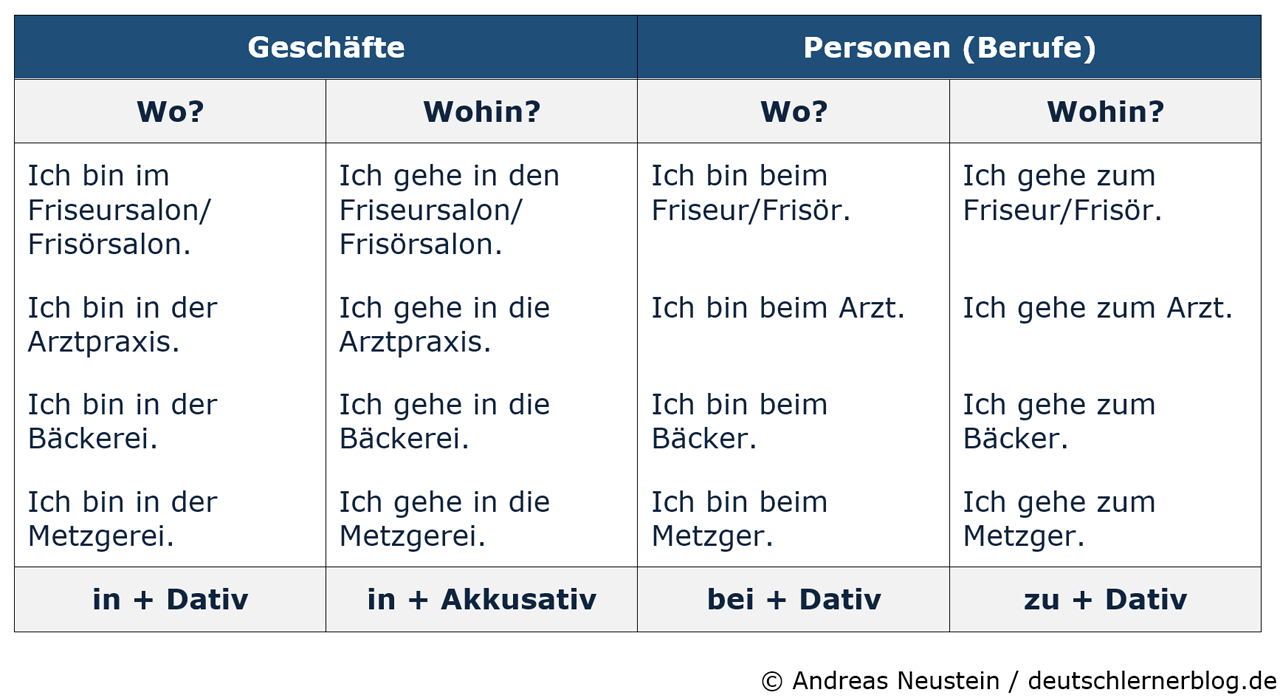 Geschäfte
Personen (Berufe)
Wo?
Wohin?
Wo?
Wohin?
Ich bin im
Friseursalon/
Frisörsalon.
Ich gehe in den
Friseursalon/
Frisörsalon.
Ich bin beim
Friseur/Frisör.
Ich gehe zum
Friseur/Frisör.
Ich bin in der
Arztpraxis.
Ich gehe in die
Arztpraxis.
Ich bin beim Arzt.
Ich gehe zum Arzt.
Ich bin in der
Bäckerei.
Ich gehe in die
Bäckerei.
Ich bin beim
Bäcker.
Ich gehe zum
Bäcker.
Ich bin in der
Metzgerei.
Ich gehe in die
Metzgerei.
Ich bin beim
Metzger.
Ich gehe zum
Metzger.
in + Dativ
in + Akkusativ
bei + Dativ
zu + Dativ
© Andreas Neustein / deutschlernerblog.de